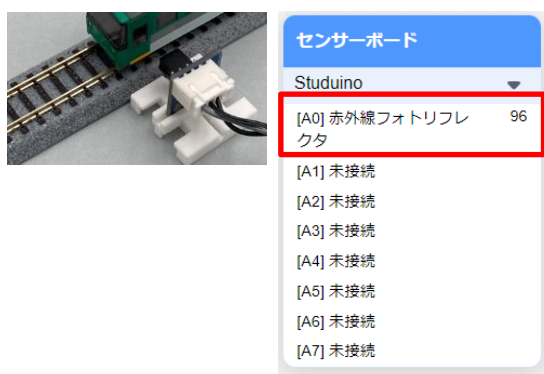 センサーボード
Studuino
[A0] 赤外線フォトリフレ 96
クタ
[A1] 未接続
[A2] 未接続
[A3] 未接続
[A4] 未接続
[A5] 未接続
[A6] 未接続
[A7] 未接続